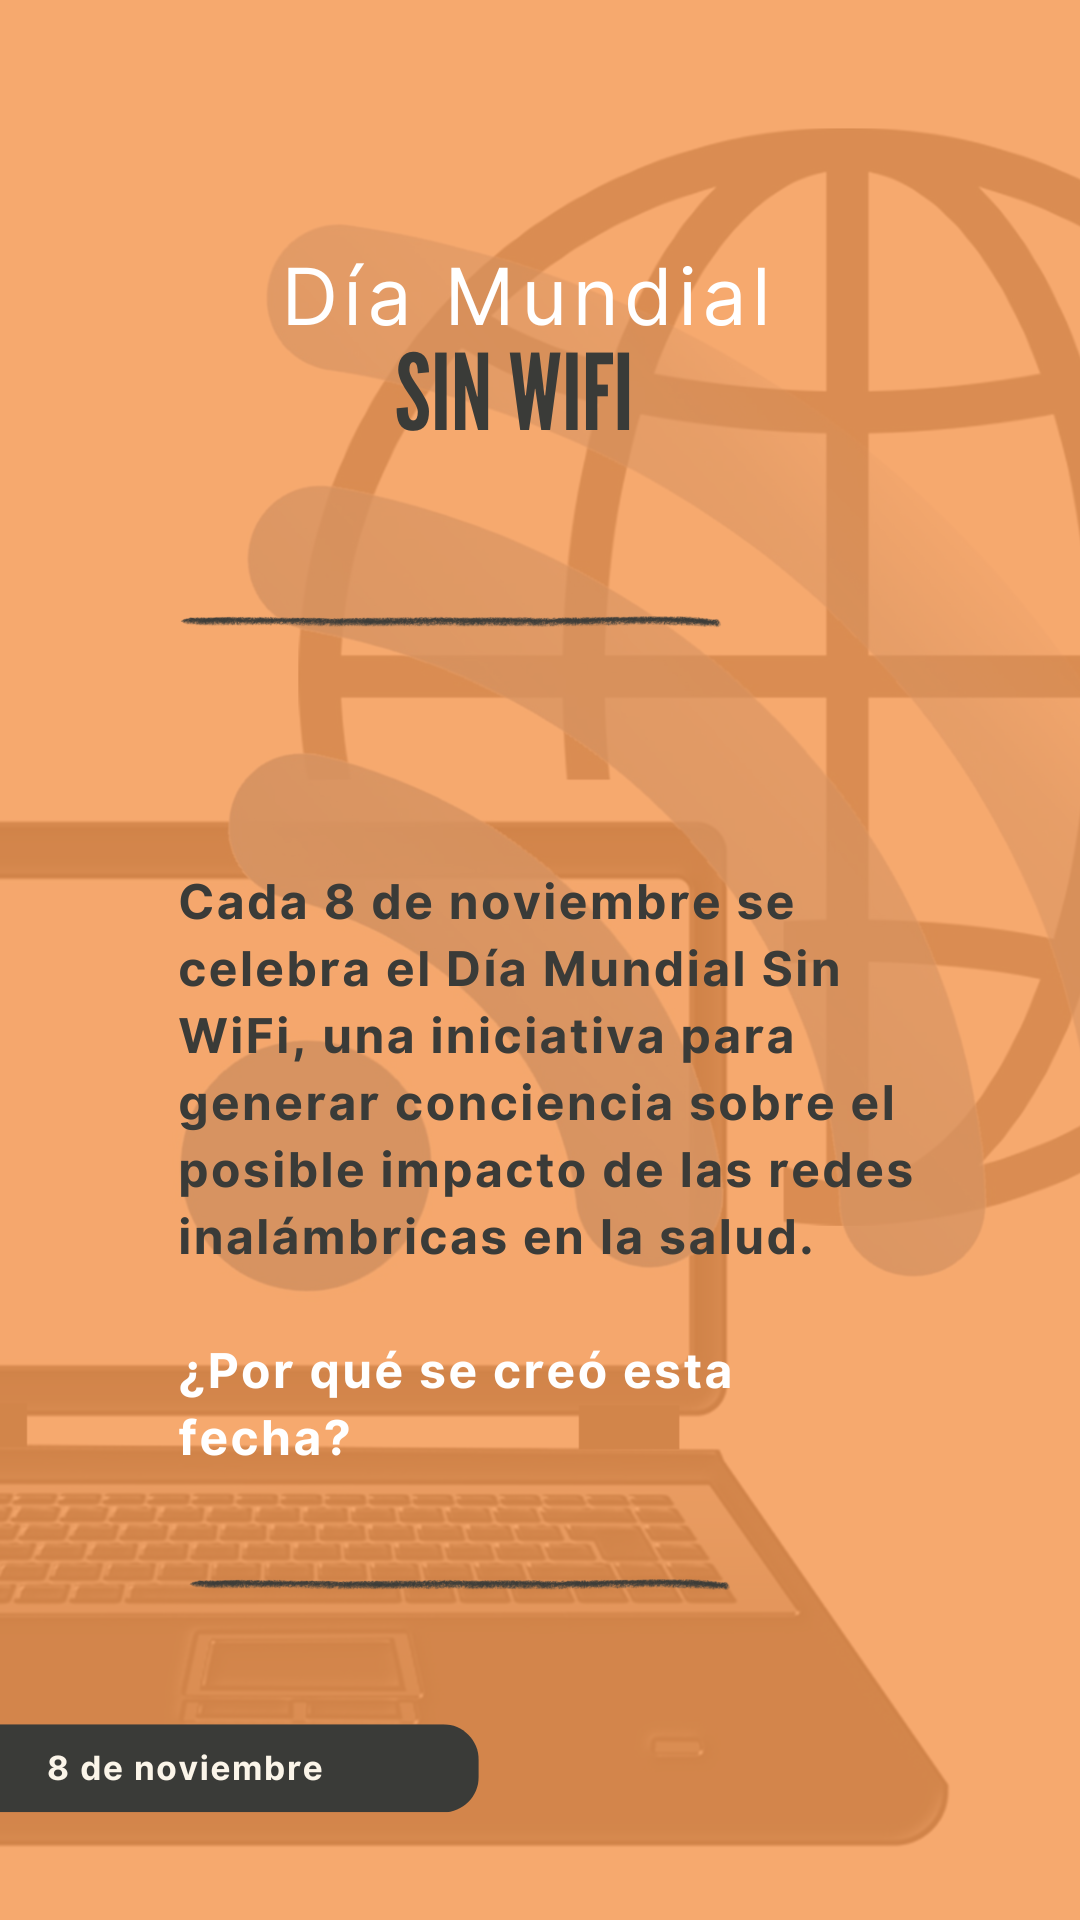 Día Mundial
SIN WIFI
Cada 8 de noviembre se
celebra el Día Mundial Sin
WiFi, una iniciativa para
generar conciencia sobre el
posible impacto de las redes
inalámbricas en la salud.
¿Por qué se creó esta
fecha?
8 de noviembre